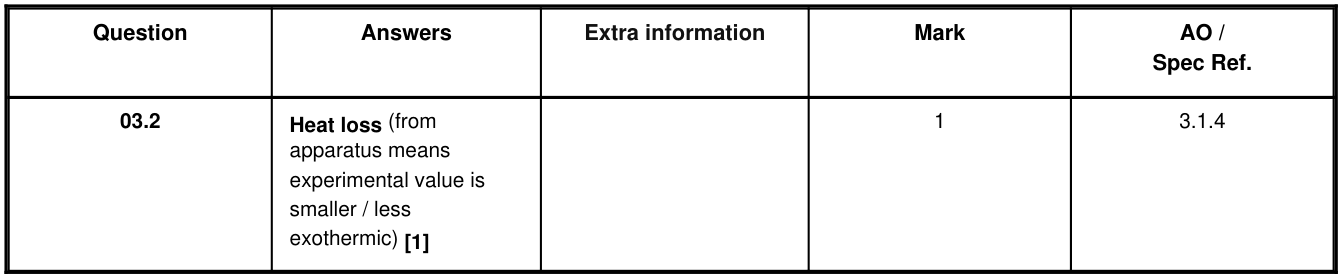 Question Answers Extra information Mark AO /
Spec Ref.
03.2 Heat loss (from 1 3.1.4
apparatus means
experimental value is
smaller / less
exothermic) [1]